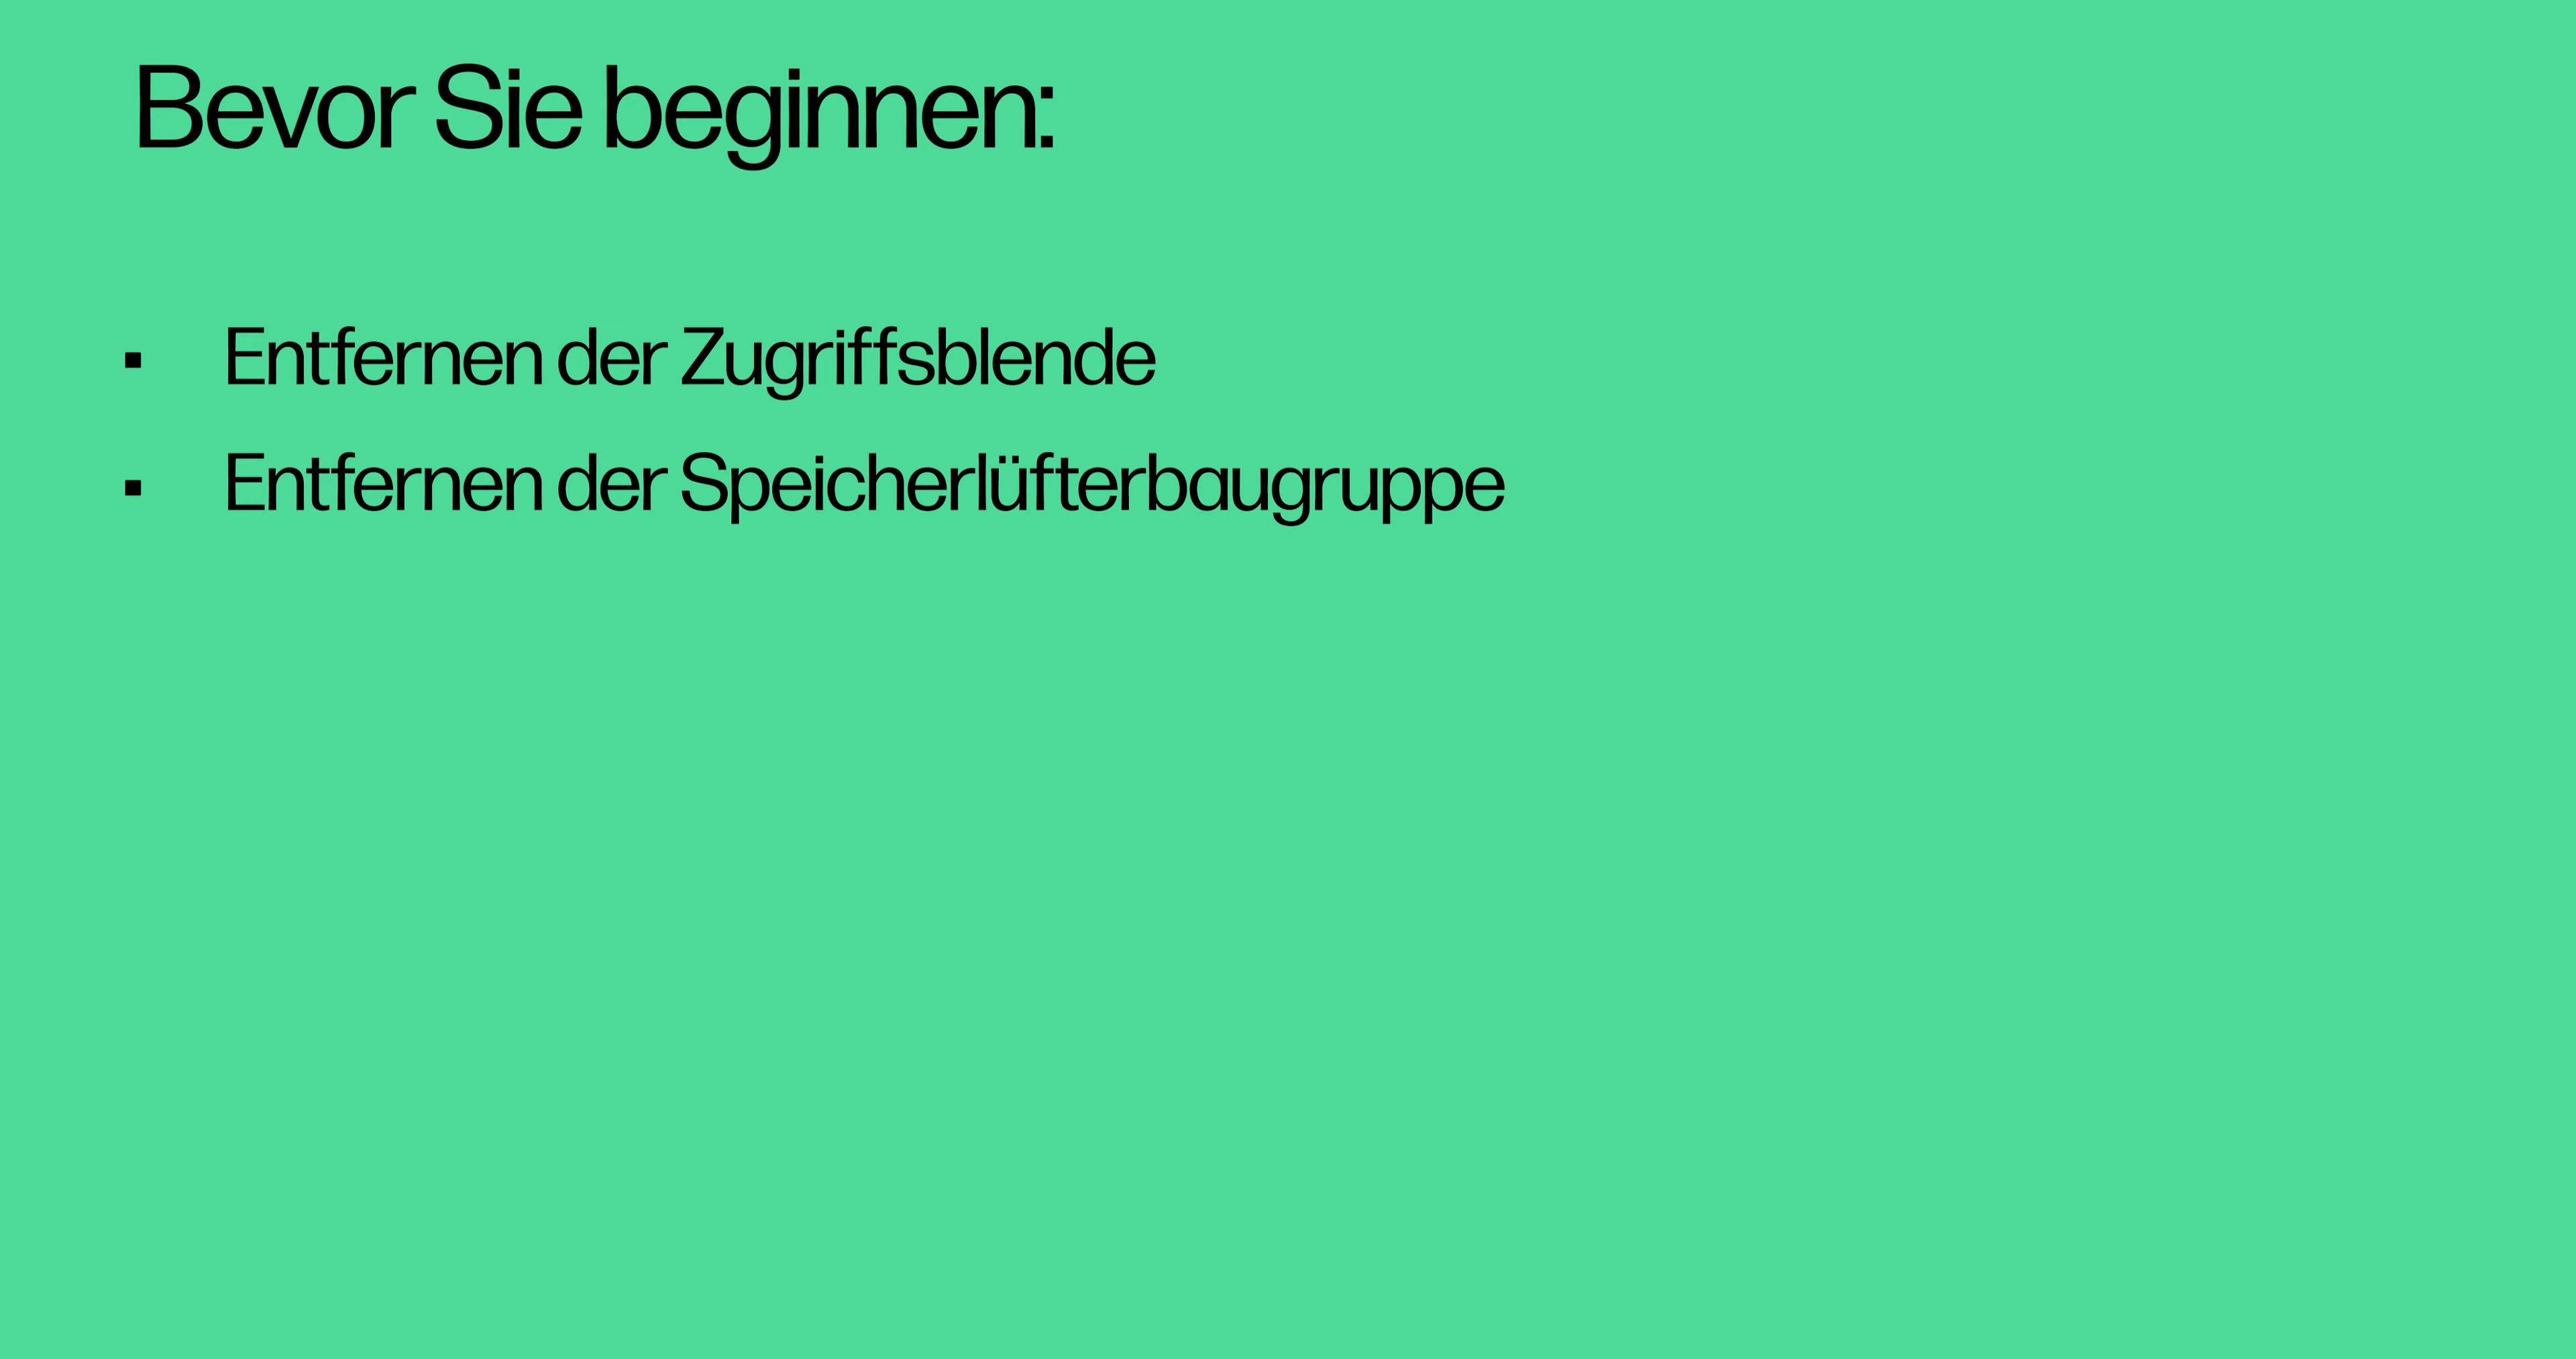 Bevor Sie beginnen:
▪ Entfernen der Zugriffsblende
▪ Entfernen der Speicherlüfterbaugruppe